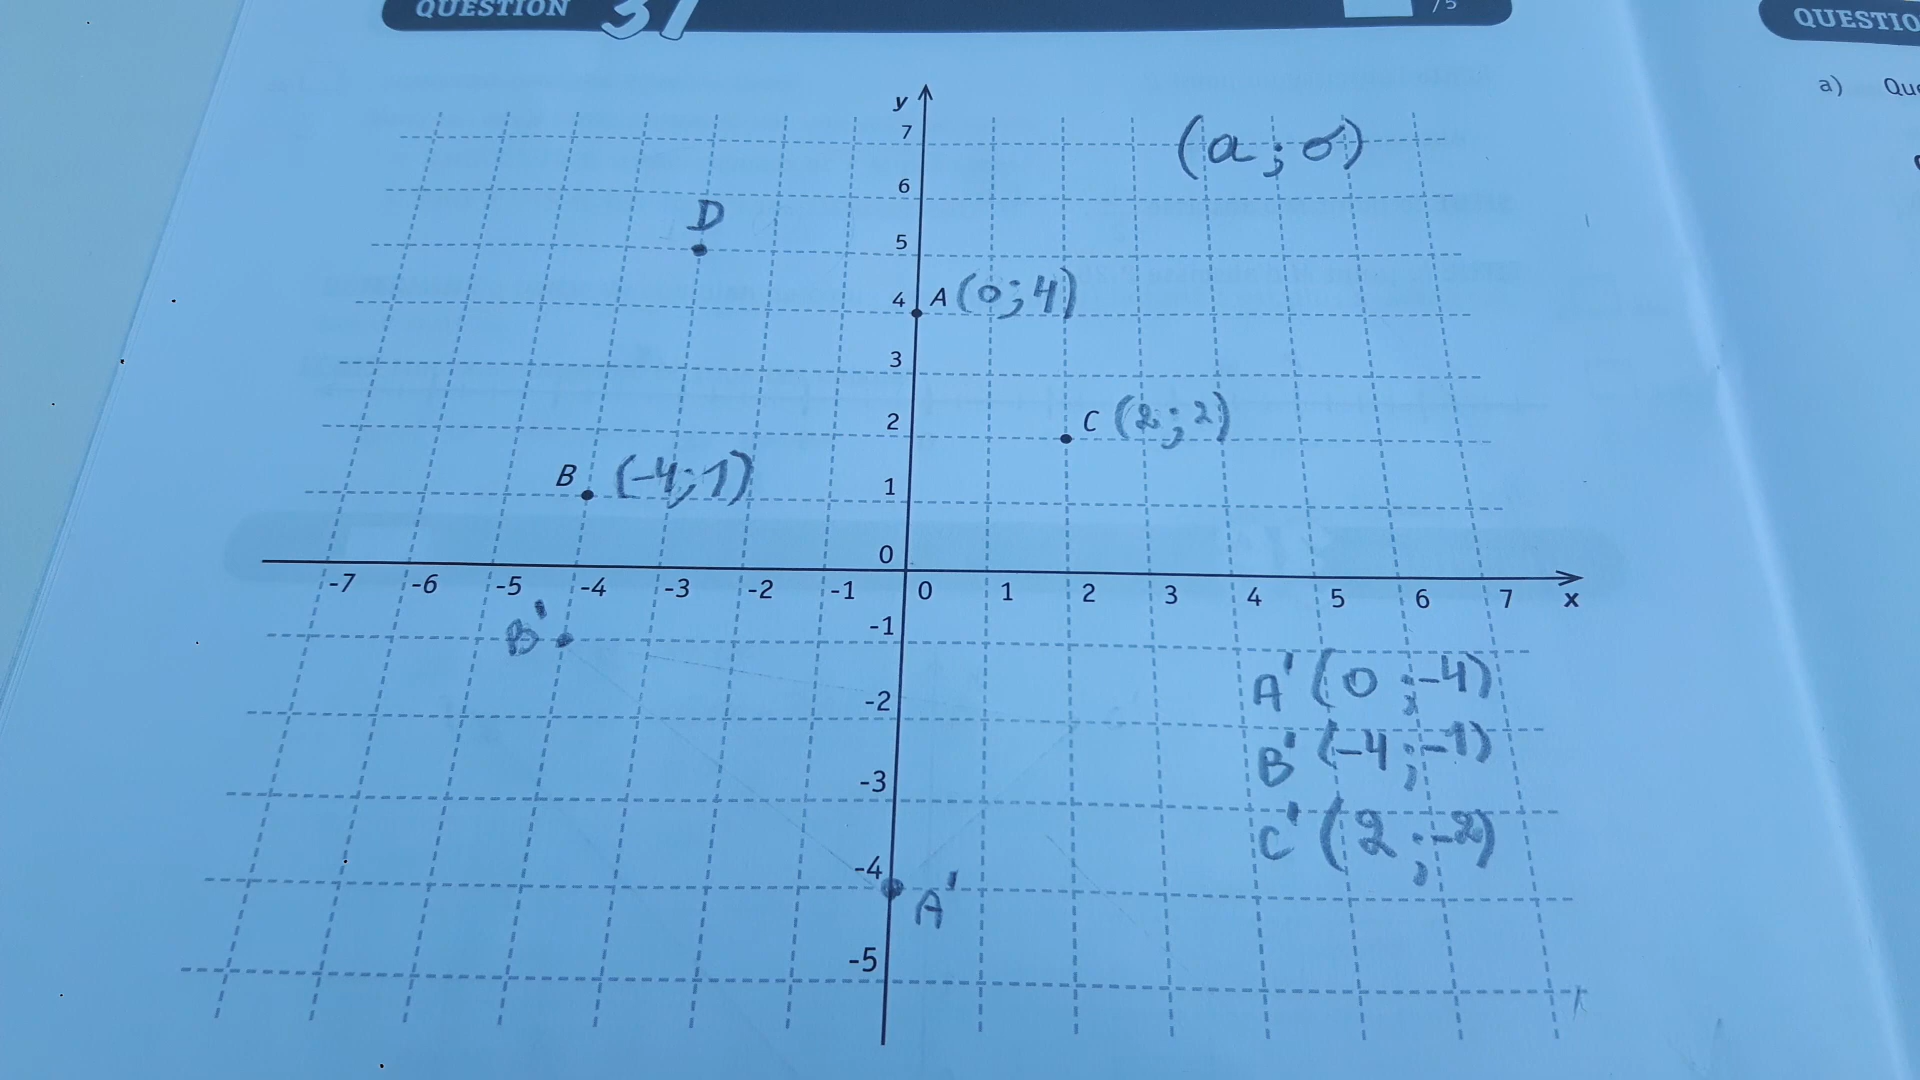 QUESTION 31 /5
QUESTIO
a) Que
y
7
(a; o)
6
D
5
4 A (0; 4)
3
2 C (2; 2)
B (-4; 1)
1
0
-7 -6 -5 -4 -3 -2 -1 0 1 2 3 4 5 6 7 x
B' -1
A' (0 ; -4)
-2
B' (-4 ; -1)
-3
C' (2 ; -2)
-4
A'
-5